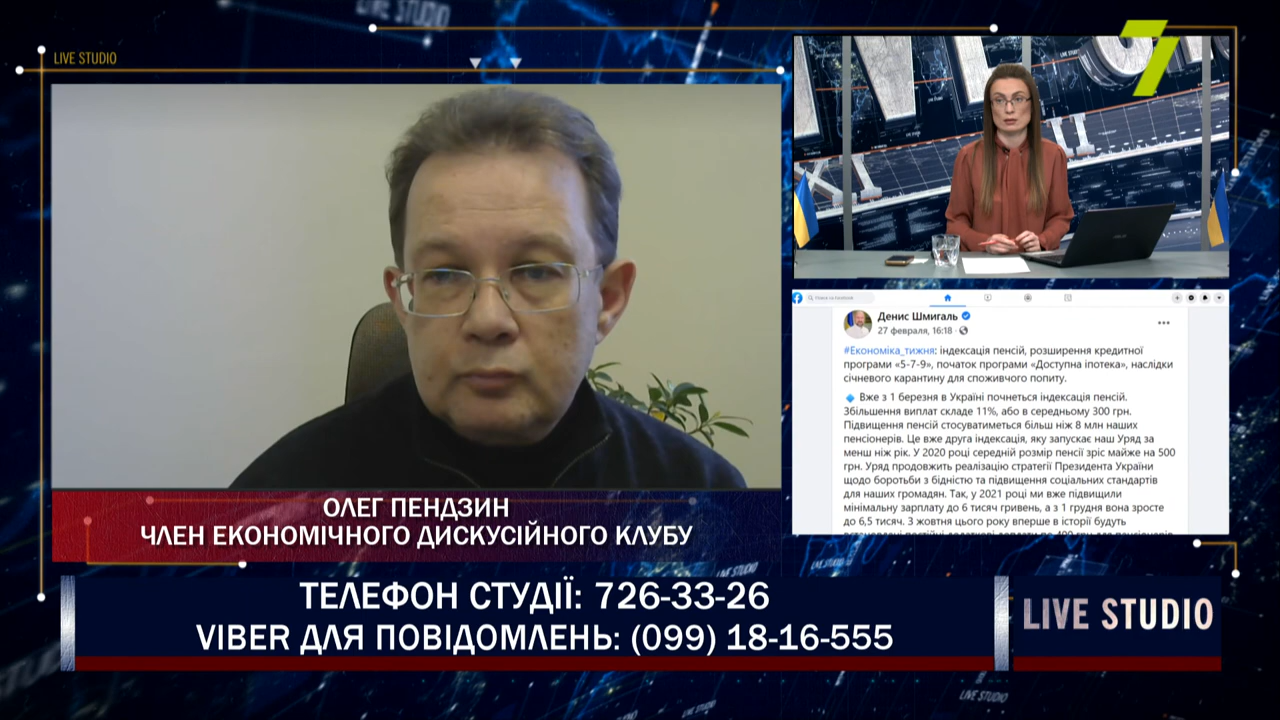 LIVE STUDIO
7
Поиск на Facebook
Денис Шмигаль
27 февраля, 16:18
#Економіка_тижня: індексація пенсій, розширення кредитної
програми «5-7-9», початок програми «Доступна іпотека», наслідки
січневого карантину для споживчого попиту.
Вже з 1 березня в Україні почнеться індексація пенсій.
Збільшення виплат складе 11%, або в середньому 300 грн.
Підвищення пенсій стосуватиметься більш ніж 8 млн наших
пенсіонерів. Це вже друга індексація, яку запускає наш Уряд за
менш ніж рік. У 2020 році середній розмір пенсії зріс майже на 500
грн. Уряд продовжить реалізацію стратегії Президента України
щодо боротьби з бідністю та підвищення соціальних стандартів
для наших громадян. Так, у 2021 році ми вже підвищили
мінімальну зарплату до 6 тисяч гривень, а з 1 грудня вона зросте
до 6,5 тисяч. З жовтня цього року вперше в історії будуть
ОЛЕГ ПЕНДЗИН
ЧЛЕН ЕКОНОМІЧНОГО ДИСКУСІЙНОГО КЛУБУ
ТЕЛЕФОН СТУДІЇ: 726-33-26
VIBER ДЛЯ ПОВІДОМЛЕНЬ: (099) 18-16-555
LIVE STUDIO
LIVE STUDIO